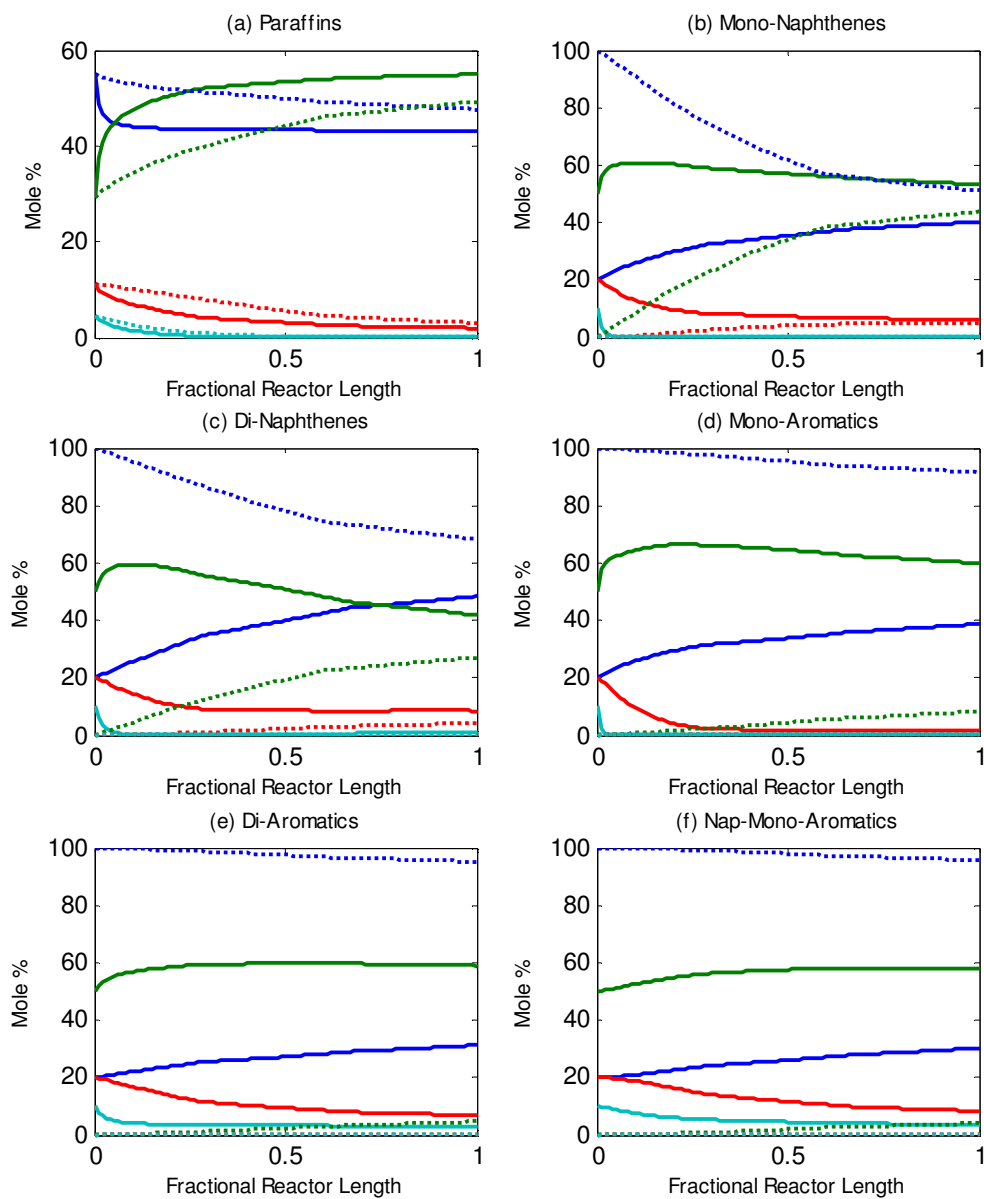 (a) Paraffins
(b) Mono-Naphthenes
60
40
20
0
Mole %
0 0.5 1
Fractional Reactor Length
100
80
60
40
20
0
Mole %
0 0.5 1
Fractional Reactor Length
(c) Di-Naphthenes
(d) Mono-Aromatics
100
80
60
40
20
0
Mole %
0 0.5 1
Fractional Reactor Length
100
80
60
40
20
0
Mole %
0 0.5 1
Fractional Reactor Length
(e) Di-Aromatics
(f) Nap-Mono-Aromatics
100
80
60
40
20
0
Mole %
0 0.5 1
Fractional Reactor Length
100
80
60
40
20
0
Mole %
0 0.5 1
Fractional Reactor Length